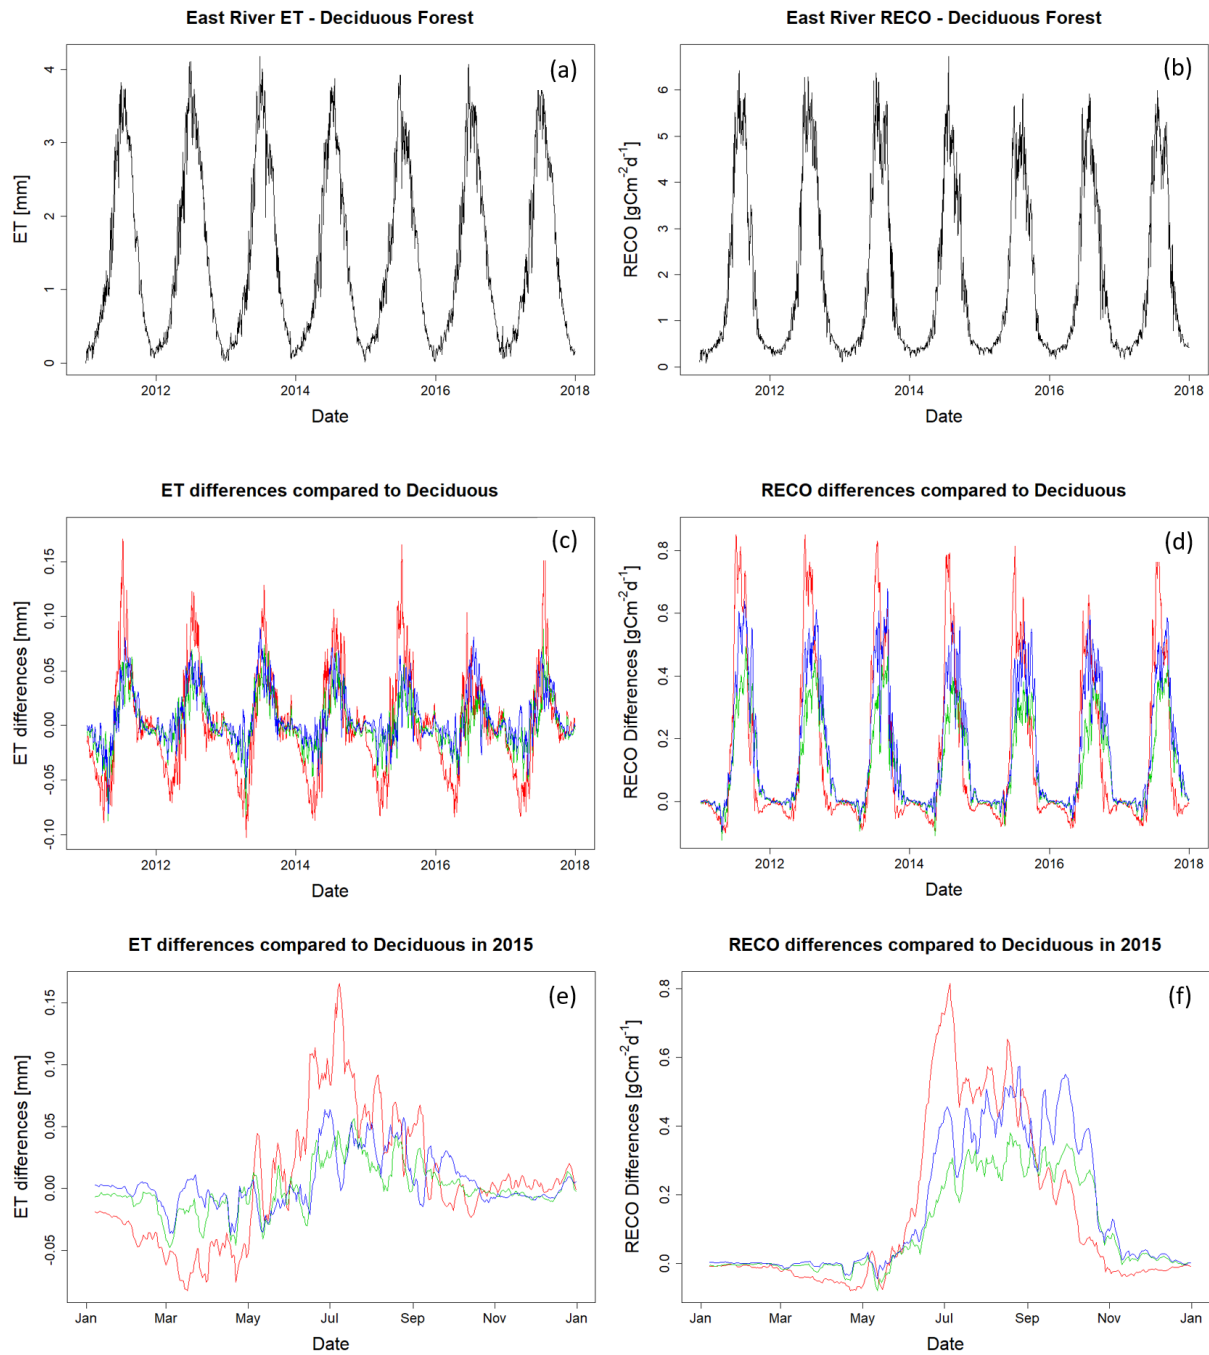 East River ET - Deciduous Forest
(a)
ET [mm]
0
1
2
3
4
2012
2014
2016
2018
Date
East River RECO - Deciduous Forest
(b)
RECO [gCm-2d-1]
0
1
2
3
4
5
6
2012
2014
2016
2018
Date
ET differences compared to Deciduous
(c)
ET differences [mm]
-0.10
-0.05
0.00
0.05
0.10
0.15
2012
2014
2016
2018
Date
RECO differences compared to Deciduous
(d)
RECO Differences [gCm-2d-1]
0.0
0.2
0.4
0.6
0.8
2012
2014
2016
2018
Date
ET differences compared to Deciduous in 2015
(e)
ET differences [mm]
-0.05
0.00
0.05
0.10
0.15
Jan
Mar
May
Jul
Sep
Nov
Jan
Date
RECO differences compared to Deciduous in 2015
(f)
RECO Differences [gCm-2d-1]
0.0
0.2
0.4
0.6
0.8
Jan
Mar
May
Jul
Sep
Nov
Jan
Date